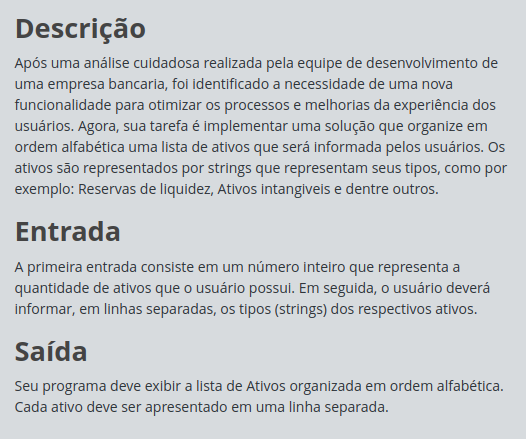 Descrição
Após uma análise cuidadosa realizada pela equipe de desenvolvimento de
uma empresa bancaria, foi identificado a necessidade de uma nova
funcionalidade para otimizar os processos e melhorias da experiência dos
usuários. Agora, sua tarefa é implementar uma solução que organize em
ordem alfabética uma lista de ativos que será informada pelos usuários. Os
ativos são representados por strings que representam seus tipos, como por
exemplo: Reservas de liquidez, Ativos intangiveis e dentre outros.
Entrada
A primeira entrada consiste em um número inteiro que representa a
quantidade de ativos que o usuário possui. Em seguida, o usuário deverá
informar, em linhas separadas, os tipos (strings) dos respectivos ativos.
Saída
Seu programa deve exibir a lista de Ativos organizada em ordem alfabética.
Cada ativo deve ser apresentado em uma linha separada.